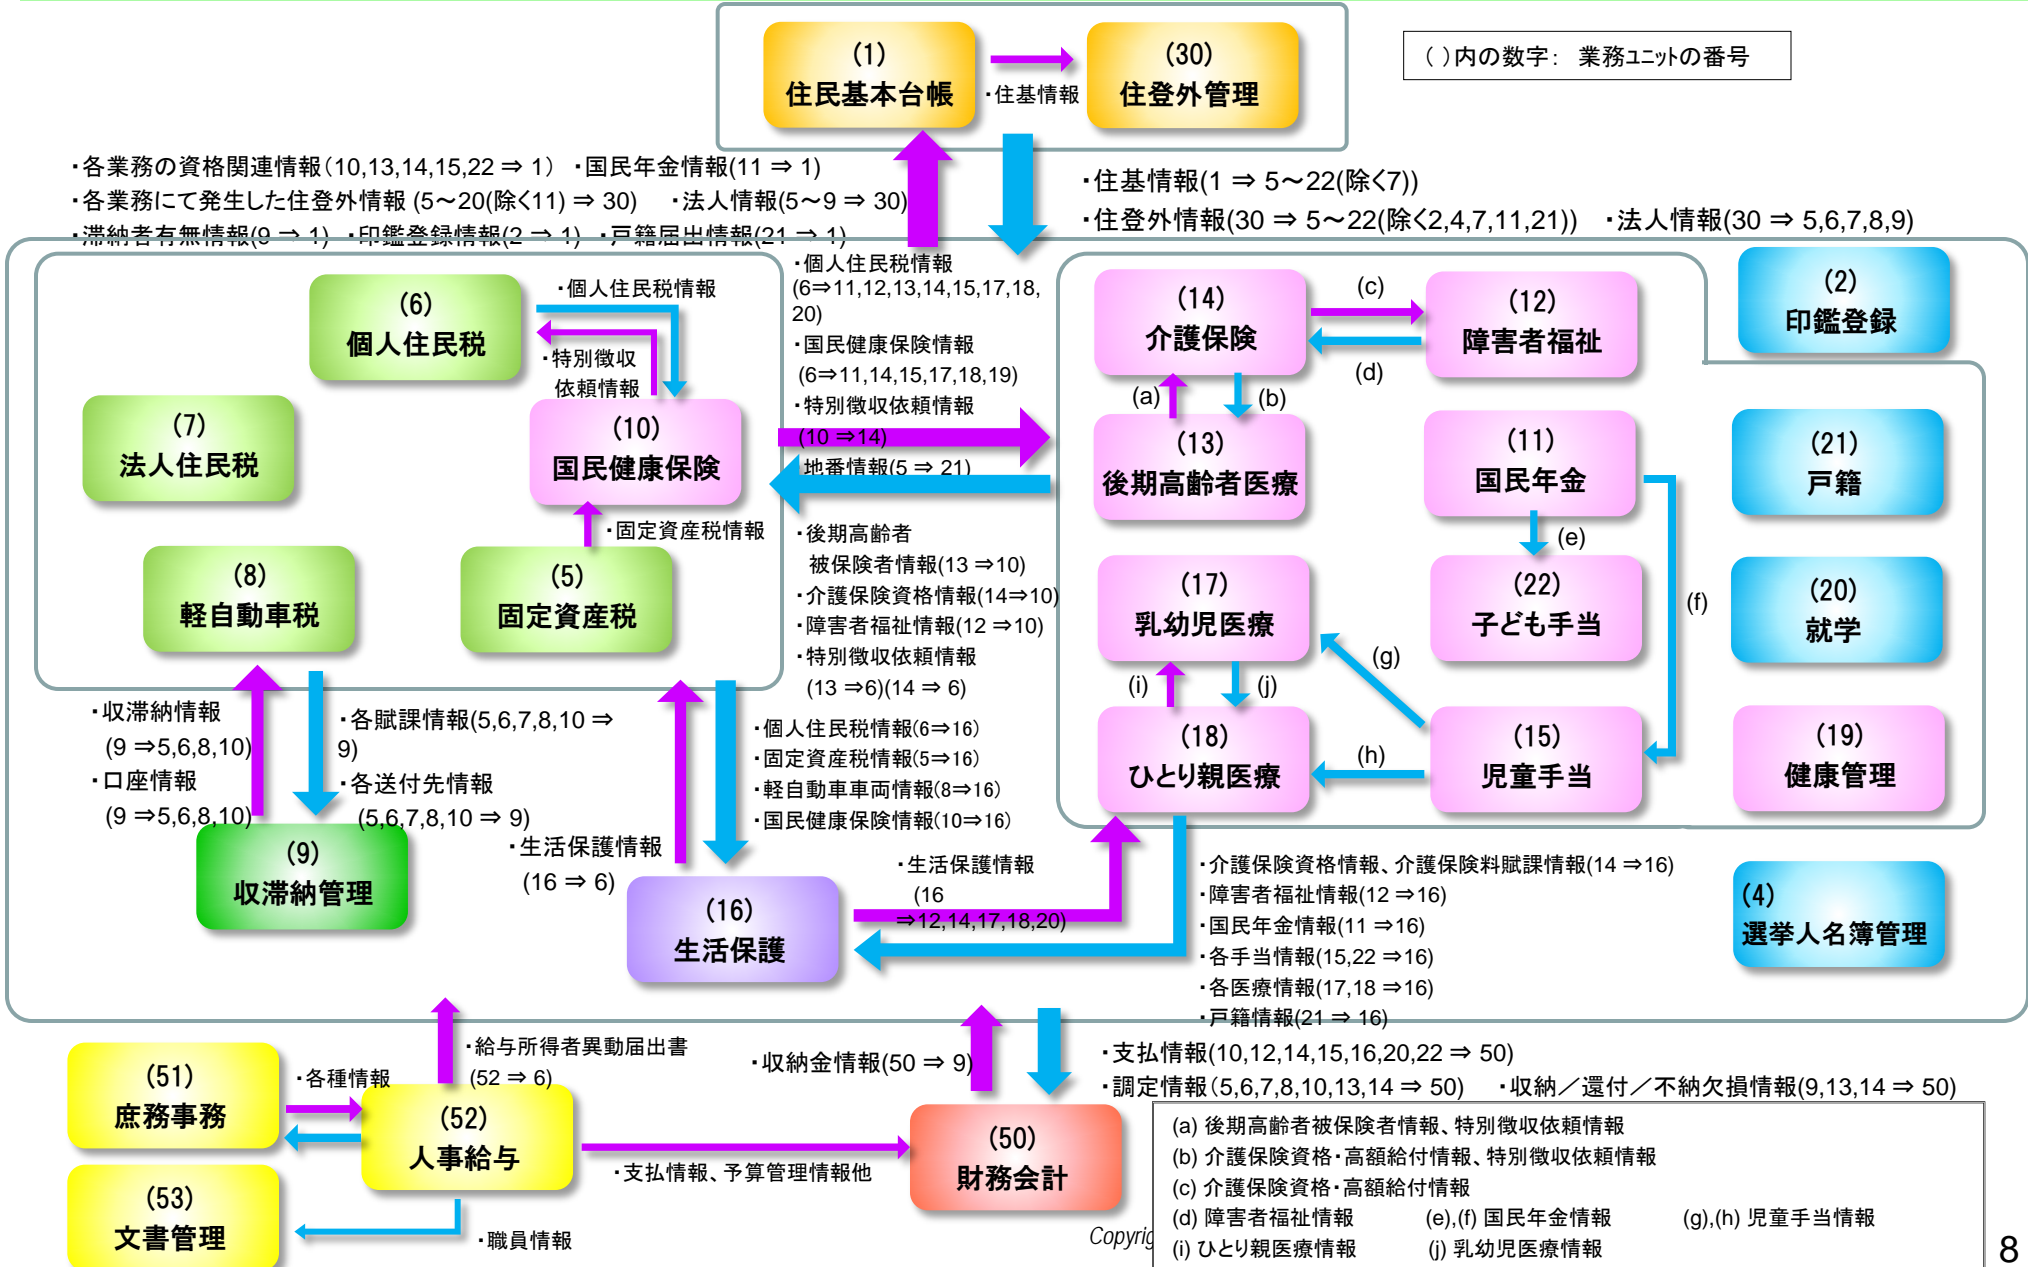 (1)
住民基本台帳
・住基情報
(30)
住登外管理
( )内の数字： 業務ユニットの番号
・各業務の資格関連情報(10,13,14,15,22 ⇒ 1) ・国民年金情報(11 ⇒ 1)
・各業務にて発生した住登外情報 (5～20(除く11) ⇒ 30) ・法人情報(5～9 ⇒ 30)
・滞納者有無情報(9 ⇒ 1) ・印鑑登録情報(2 ⇒ 1) ・戸籍届出情報(21 ⇒ 1)
・住基情報(1 ⇒ 5～22(除く7))
・住登外情報(30 ⇒ 5～22(除く2,4,7,11,21)) ・法人情報(30 ⇒ 5,6,7,8,9)
(6)
個人住民税
・個人住民税情報
・特別徴収
依頼情報
(7)
法人住民税
(10)
国民健康保険
・固定資産税情報
(8)
軽自動車税
(5)
固定資産税
・個人住民税情報
(6⇒11,12,13,14,15,17,18,
20)
・国民健康保険情報
(6⇒11,14,15,17,18,19)
・特別徴収依頼情報
(10 ⇒14)
・地番情報(5 ⇒ 21)
・後期高齢者
被保険者情報(13 ⇒10)
・介護保険資格情報(14⇒10)
・障害者福祉情報(12 ⇒10)
・特別徴収依頼情報
(13 ⇒6)(14 ⇒ 6)
(14)
介護保険
(c)
(d)
(12)
障害者福祉
(a)
(b)
(13)
後期高齢者医療
(11)
国民年金
(e)
(f)
(17)
乳幼児医療
(22)
子ども手当
(g)
(i)
(j)
(18)
ひとり親医療
(h)
(15)
児童手当
(2)
印鑑登録
(21)
戸籍
(20)
就学
(19)
健康管理
(4)
選挙人名簿管理
・収滞納情報
(9 ⇒5,6,8,10)
・口座情報
(9 ⇒5,6,8,10)
・各賦課情報(5,6,7,8,10 ⇒
9)
・各送付先情報
(5,6,7,8,10 ⇒ 9)
(9)
収滞納管理
・生活保護情報
(16 ⇒ 6)
・個人住民税情報(6⇒16)
・固定資産税情報(5⇒16)
・軽自動車車両情報(8⇒16)
・国民健康保険情報(10⇒16)
(16)
生活保護
・生活保護情報
(16
⇒12,14,17,18,20)
・介護保険資格情報、介護保険料賦課情報(14 ⇒16)
・障害者福祉情報(12 ⇒16)
・国民年金情報(11 ⇒16)
・各手当情報(15,22 ⇒16)
・各医療情報(17,18 ⇒16)
・戸籍情報(21 ⇒ 16)
(51)
庶務事務
・各種情報
・給与所得者異動届出書
(52 ⇒ 6)
(52)
人事給与
(53)
文書管理
・職員情報
・支払情報、予算管理情報他
・収納金情報(50 ⇒ 9)
(50)
財務会計
・支払情報(10,12,14,15,16,20,22 ⇒ 50)
・調定情報(5,6,7,8,10,13,14 ⇒ 50) ・収納／還付／不納欠損情報(9,13,14 ⇒ 50)
(a) 後期高齢者被保険者情報、特別徴収依頼情報
(b) 介護保険資格・高額給付情報、特別徴収依頼情報
(c) 介護保険資格・高額給付情報
(d) 障害者福祉情報 (e),(f) 国民年金情報 (g),(h) 児童手当情報
(i) ひとり親医療情報 (j) 乳幼児医療情報
Copyrig
8